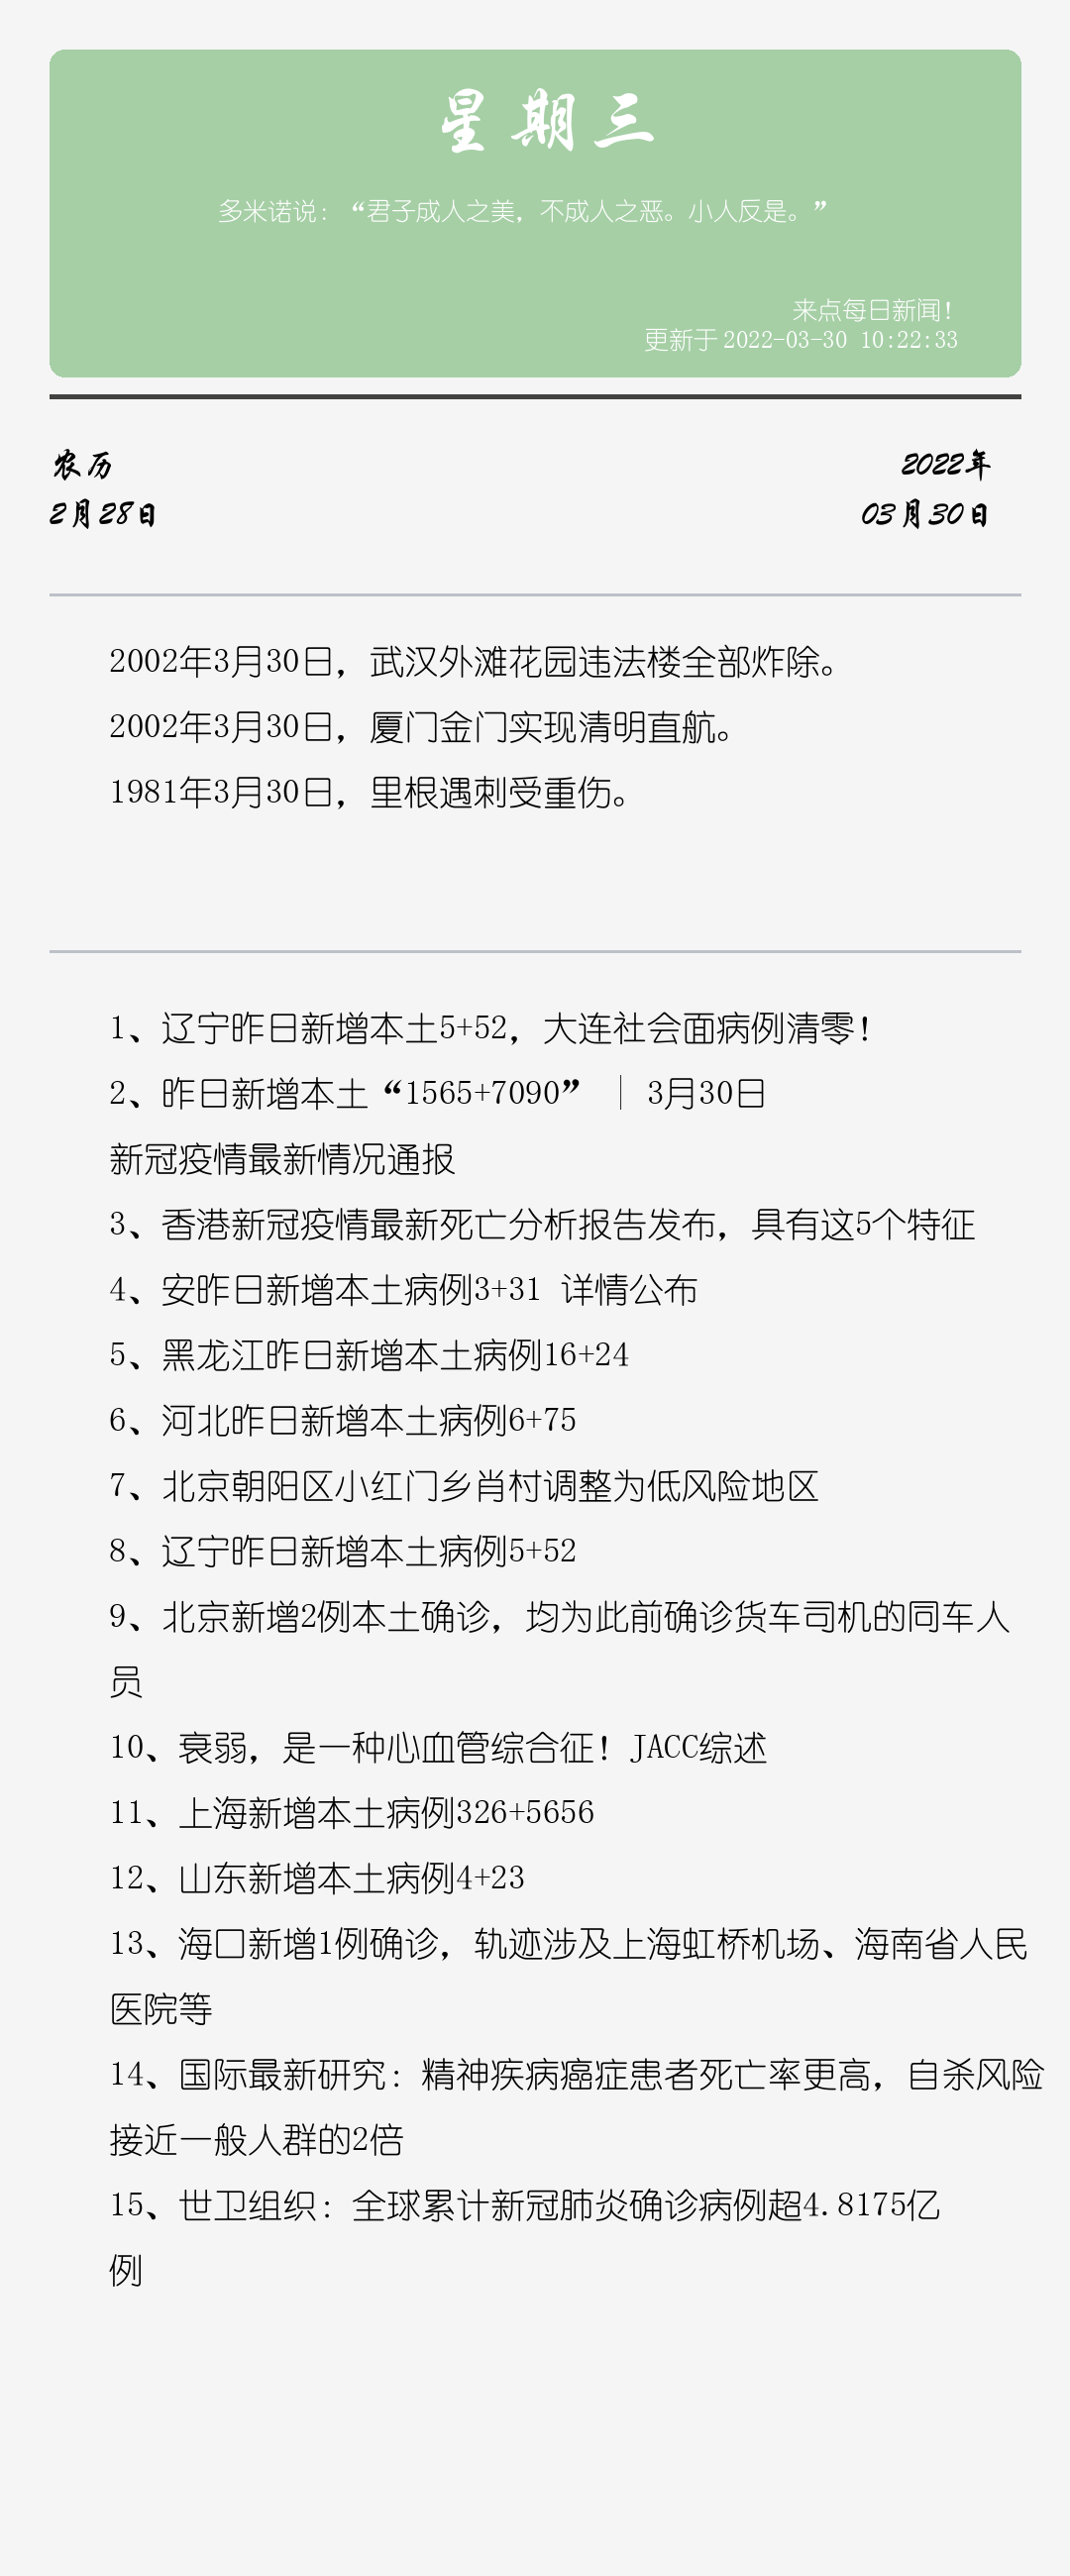 星期三
多米诺说：“君子成人之美，不成人之恶。小人反是。”
来点每日新闻！
更新于 2022-03-30 10:22:33
农历
2022年
2月28日
03月30日
2002年3月30日，武汉外滩花园违法楼全部炸除。
2002年3月30日，厦门金门实现清明直航。
1981年3月30日，里根遇刺受重伤。
1、辽宁昨日新增本土5+52，大连社会面病例清零！
2、昨日新增本土“1565+7090” | 3月30日
新冠疫情最新情况通报
3、香港新冠疫情最新死亡分析报告发布，具有这5个特征
4、安昨日新增本土病例3+31 详情公布
5、黑龙江昨日新增本土病例16+24
6、河北昨日新增本土病例6+75
7、北京朝阳区小红门乡肖村调整为低风险地区
8、辽宁昨日新增本土病例5+52
9、北京新增2例本土确诊，均为此前确诊货车司机的同车人
员
10、衰弱，是一种心血管综合征！JACC综述
11、上海新增本土病例326+5656
12、山东新增本土病例4+23
13、海口新增1例确诊，轨迹涉及上海虹桥机场、海南省人民
医院等
14、国际最新研究：精神疾病癌症患者死亡率更高，自杀风险
接近一般人群的2倍
15、世卫组织：全球累计新冠肺炎确诊病例超4.8175亿
例